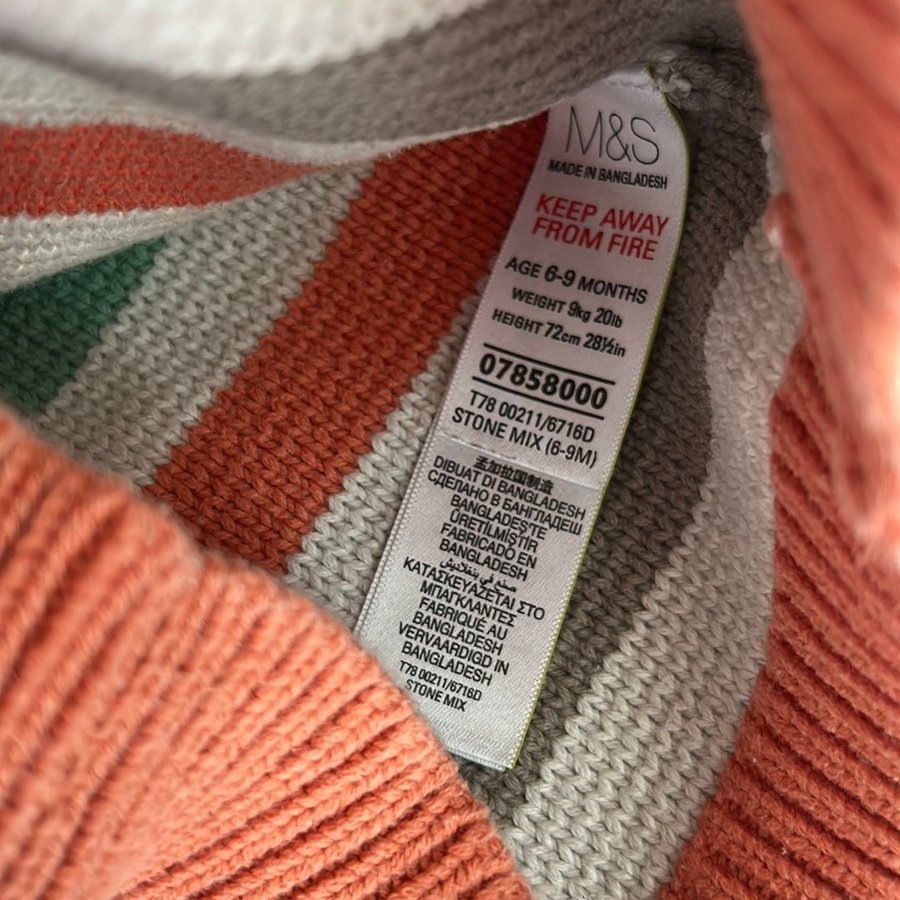 M&S
MADE IN BANGLADESH
KEEP AWAY
FROM FIRE
AGE 6-9 MONTHS
WEIGHT 9kg 20lb
HEIGHT 72cm 28½in
07858000
T78 00211/6716D
STONE MIX (6-9M)
孟加拉国制造
DIBUAT DI BANGLADESH
СДЕЛАНО В БАНГЛАДЕШ
BANGLADEŞ'TE
ÜRETİLMİŞTİR
FABRICADO EN
BANGLADESH
صنع في بنغلاديش
ΚΑΤΑΣΚΕΥΑΖΕΤΑΙ ΣΤΟ
ΜΠΑΓΚΛΑΝΤΕΣ
FABRIQUÉ AU
BANGLADESH
VERVAARDIGD IN
BANGLADESH
T78 00211/6716D
STONE MIX